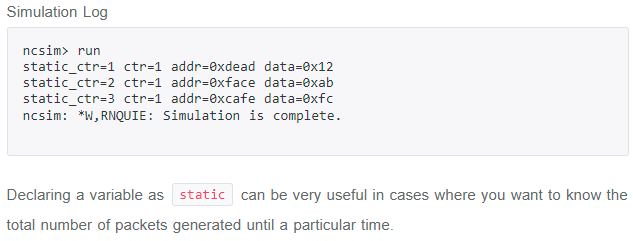 Simulation Log
ncsim> run
static_ctr=1 ctr=1 addr=0xdead data=0x12
static_ctr=2 ctr=1 addr=0xface data=0xab
static_ctr=3 ctr=1 addr=0xcafe data=0xfc
ncsim: *W,RNQUIE: Simulation is complete.
Declaring a variable as static can be very useful in cases where you want to know the
total number of packets generated until a particular time.